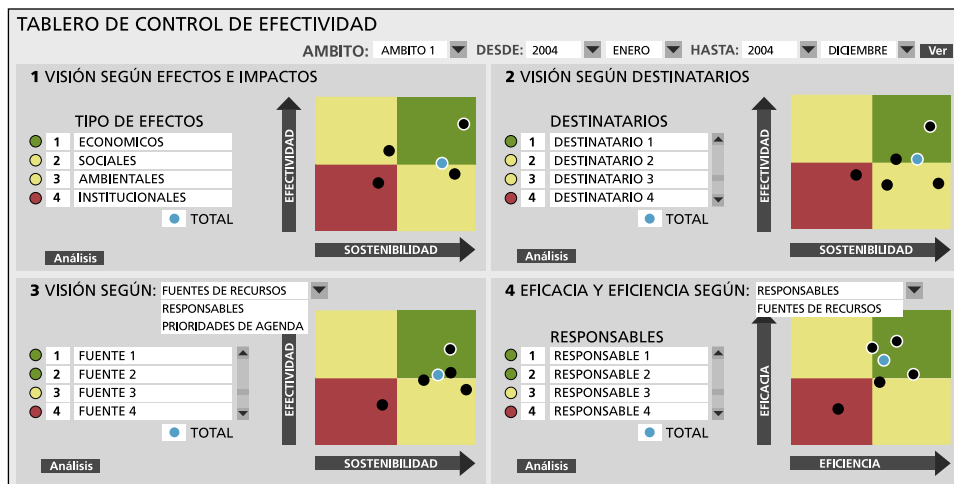 TABLERO DE CONTROL DE EFECTIVIDAD
AMBITO: AMBITO 1 DESDE: 2004 ENERO HASTA: 2004 DICIEMBRE Ver
1 VISIÓN SEGÚN EFECTOS E IMPACTOS
TIPO DE EFECTOS
1 ECONOMICOS
2 SOCIALES
3 AMBIENTALES
4 INSTITUCIONALES
TOTAL
Análisis
EFECTIVIDAD
SOSTENIBILIDAD
2 VISIÓN SEGÚN DESTINATARIOS
DESTINATARIOS
1 DESTINATARIO 1
2 DESTINATARIO 2
3 DESTINATARIO 3
4 DESTINATARIO 4
TOTAL
Análisis
EFECTIVIDAD
SOSTENIBILIDAD
3 VISIÓN SEGÚN: FUENTES DE RECURSOS
RESPONSABLES
PRIORIDADES DE AGENDA
1 FUENTE 1
2 FUENTE 2
3 FUENTE 3
4 FUENTE 4
TOTAL
Análisis
EFECTIVIDAD
SOSTENIBILIDAD
4 EFICACIA Y EFICIENCIA SEGÚN: RESPONSABLES
FUENTES DE RECURSOS
RESPONSABLES
1 RESPONSABLE 1
2 RESPONSABLE 2
3 RESPONSABLE 3
4 RESPONSABLE 4
TOTAL
Análisis
EFICACIA
EFICIENCIA